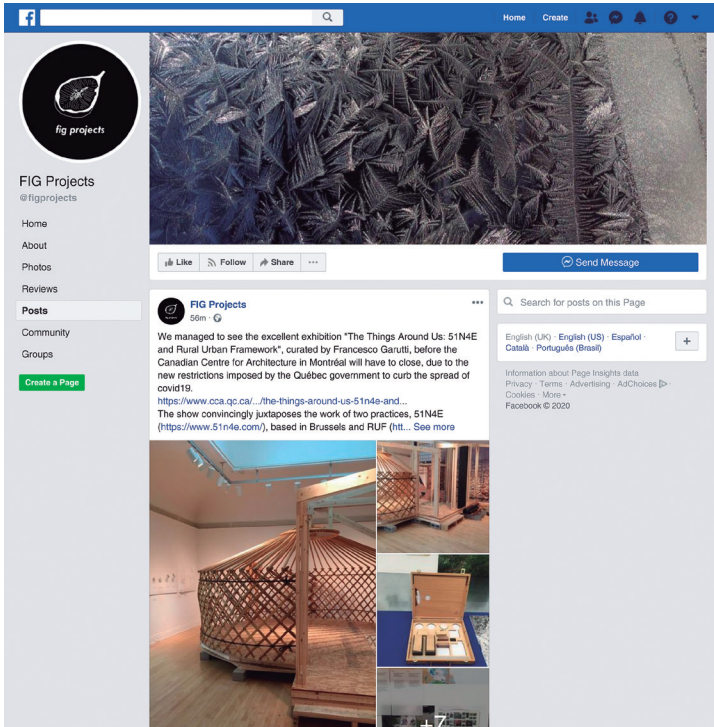 Home Create
fig projects
FIG Projects
@figprojects
Home
About
Photos
Reviews
Posts
Community
Groups
Create a Page
Like Follow Share ...
Send Message
FIG Projects
56m ·
We managed to see the excellent exhibition "The Things Around Us: 51N4E
and Rural Urban Framework", curated by Francesco Garutti, before the
Canadian Centre for Architecture in Montréal will have to close, due to the
new restrictions imposed by the Québec government to curb the spread of
covid19.
https://www.cca.qc.ca/.../the-things-around-us-51n4e-and...
The show convincingly juxtaposes the work of two practices, 51N4E
(https://www.51n4e.com/), based in Brussels and RUF (htt... See more
+7
Search for posts on this Page
English (UK) · English (US) · Español ·
Català · Português (Brasil)
+
Information about Page Insights data
Privacy · Terms · Advertising · AdChoices ·
Cookies · More
Facebook © 2020